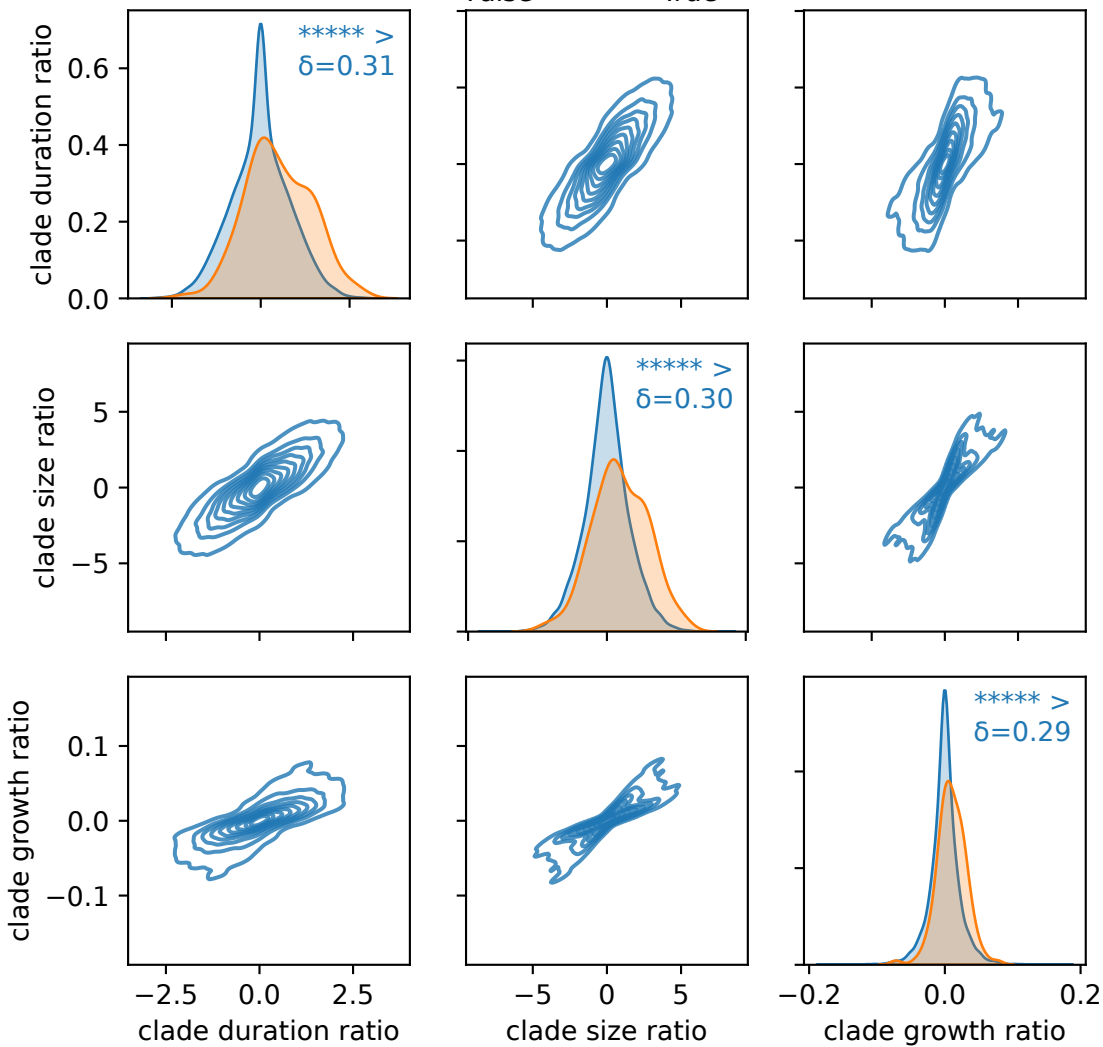 ***** >
δ=0.31
clade duration ratio
0.6
0.4
0.2
0.0
***** >
δ=0.30
clade size ratio
5
0
−5
***** >
δ=0.29
clade growth ratio
0.1
0.0
−0.1
−2.5 0.0 2.5
−5 0 5
−0.2 0.0 0.2
clade duration ratio
clade size ratio
clade growth ratio